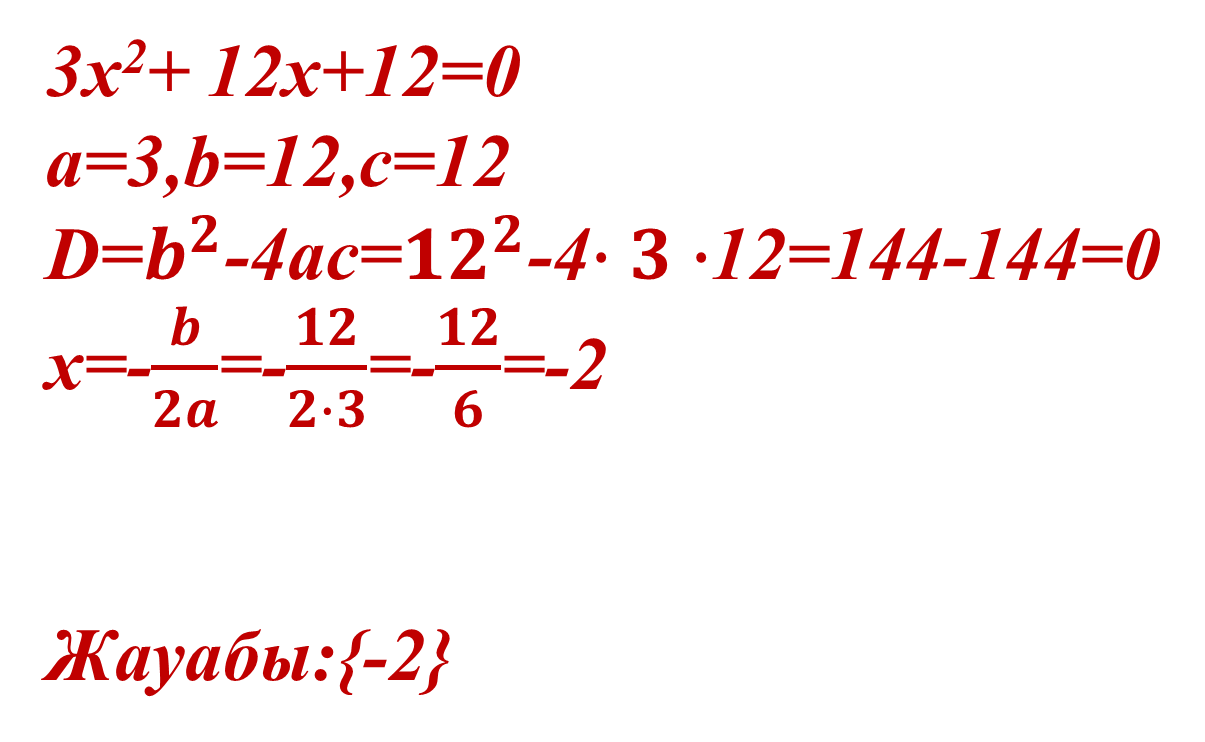 3x²+ 12x+12=0
a=3,b=12,c=12
D=b²-4ac=12²-4· 3 ·12=144-144=0
x=-b/2a=-12/2·3=-12/6=-2
Жауабы:{-2}